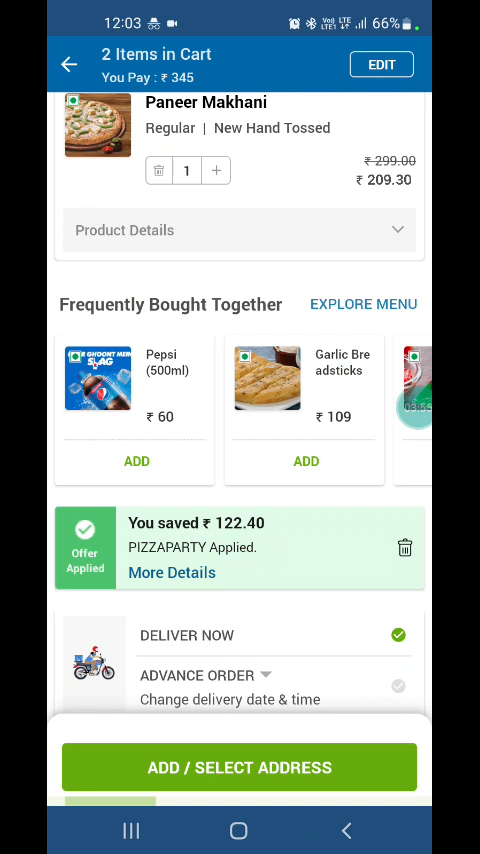 12:03
Vo)) LTE
LTE1 66%
2 Items in Cart
You Pay : ₹ 345
EDIT
Paneer Makhani
Regular | New Hand Tossed
1
₹ 299.00
₹ 209.30
Product Details
Frequently Bought Together
EXPLORE MENU
Pepsi
(500ml)
₹ 60
ADD
Garlic Bre
adsticks
₹ 109
ADD
You saved ₹ 122.40
PIZZAPARTY Applied.
More Details
Offer
Applied
DELIVER NOW
ADVANCE ORDER
Change delivery date & time
ADD / SELECT ADDRESS